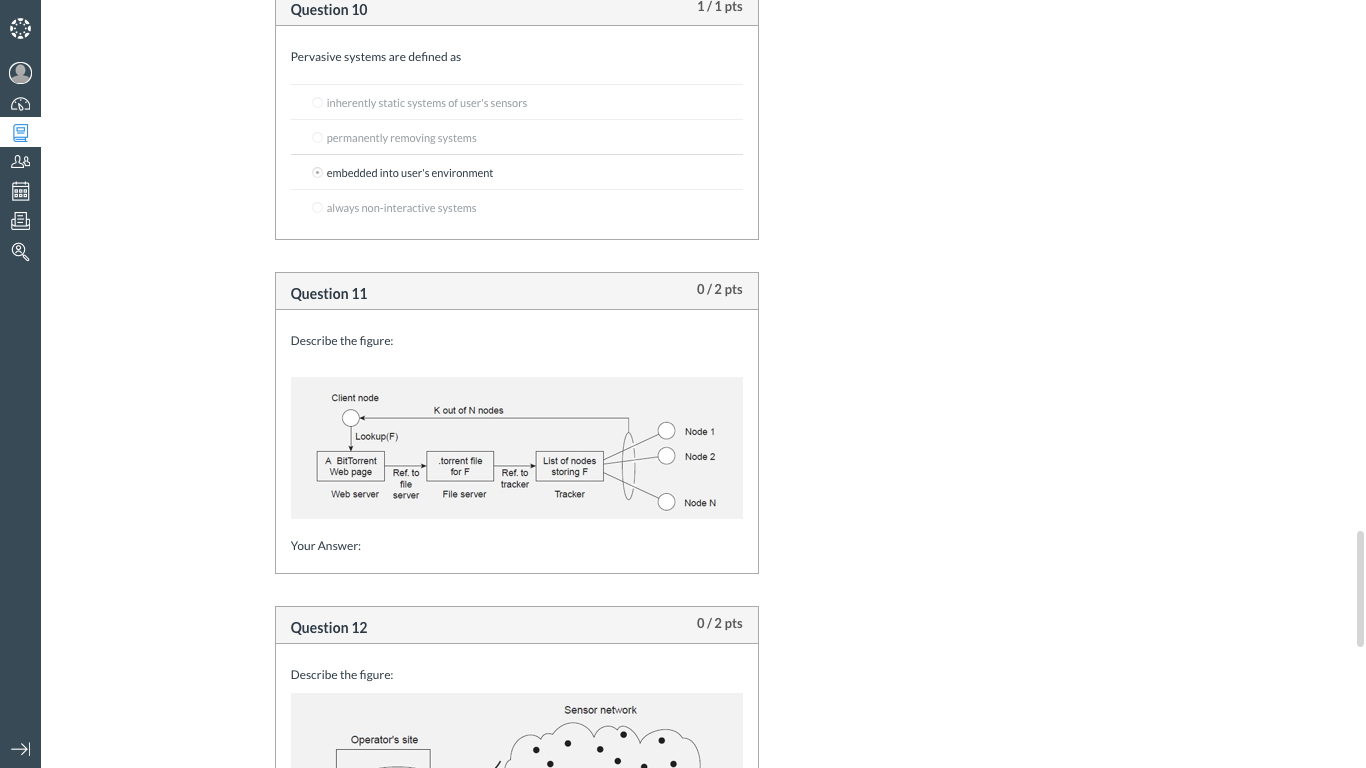 Question 10
1 / 1 pts
Pervasive systems are defined as
inherently static systems of user's sensors
permanently removing systems
embedded into user's environment
always non-interactive systems
Question 11
0 / 2 pts
Describe the figure:
Client node
K out of N nodes
Lookup(F)
Node 1
Node 2
Node N
A BitTorrent
Web page
Web server
Ref. to
file
server
.torrent file
for F
File server
Ref. to
tracker
List of nodes
storing F
Tracker
Your Answer:
Question 12
0 / 2 pts
Describe the figure:
Sensor network
Operator's site